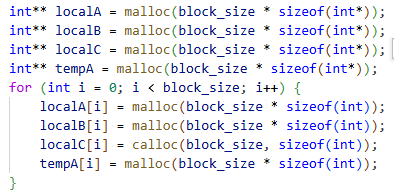 int** localA = malloc(block_size * sizeof(int*));
int** localB = malloc(block_size * sizeof(int*));
int** localC = malloc(block_size * sizeof(int*));
int** tempA = malloc(block_size * sizeof(int*));
for (int i = 0; i < block_size; i++) {
    localA[i] = malloc(block_size * sizeof(int));
    localB[i] = malloc(block_size * sizeof(int));
    localC[i] = calloc(block_size, sizeof(int));
    tempA[i] = malloc(block_size * sizeof(int));
}